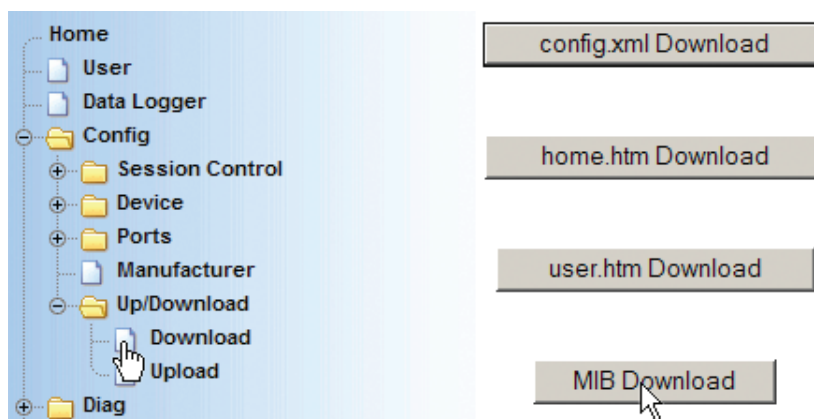 Home
User
Data Logger
Config
Session Control
Device
Ports
Manufacturer
Up/Download
Download
Upload
Diag
config.xml Download
home.htm Download
user.htm Download
MIB Download